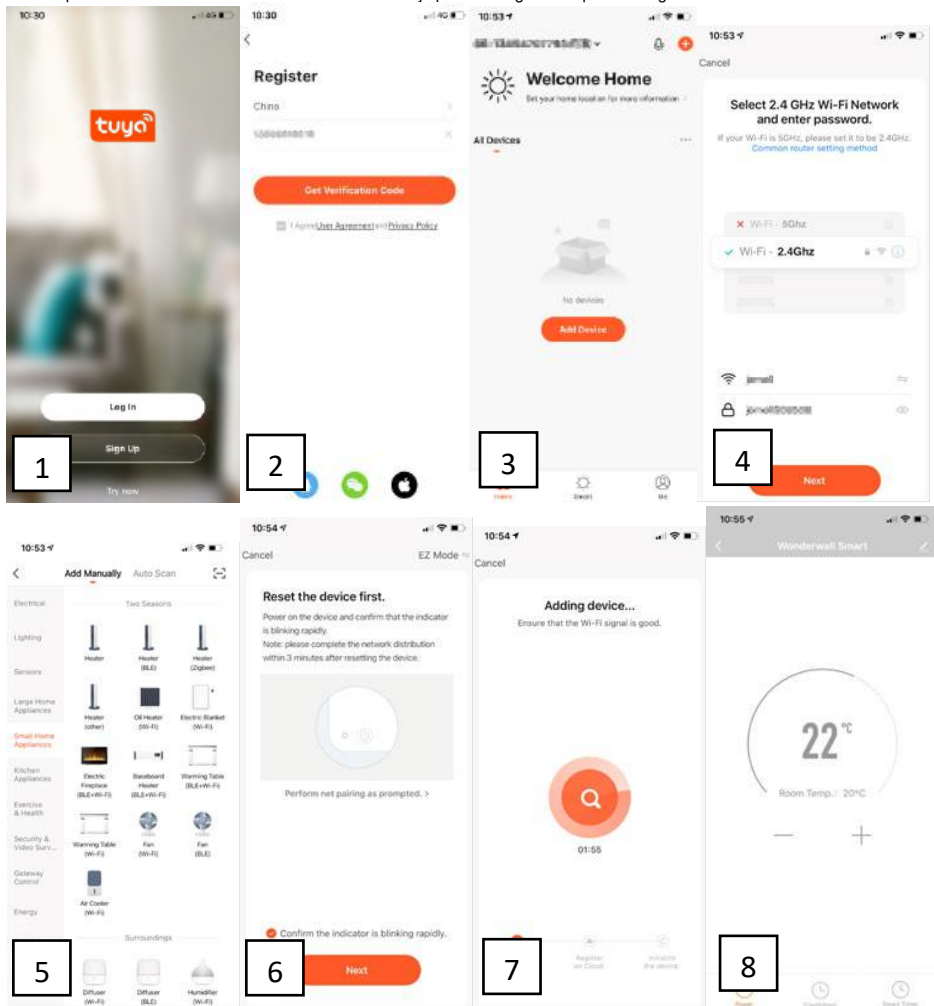 10:30
4G
tuya
Log In
Sign Up
Try now
1
10:30
4G
Register
China
Get Verification Code
I Agree User Agreement and Privacy Policy
2
10:53
Welcome Home
Set your home location for more information
All Devices
No devices
Add Device
Home
Smart
Me
3
10:53
Cancel
Select 2.4 GHz Wi-Fi Network
and enter password.
If your Wi-Fi is 5GHz, please set it to be 2.4GHz.
Common router setting method
Wi-Fi - 5Ghz
Wi-Fi - 2.4Ghz
Next
4
10:53
Add Manually Auto Scan
Electrical
Lighting
Sensors
Large Home
Appliances
Small Home
Appliances
Kitchen
Appliances
Exercise
& Health
Security &
Video Surv...
Gateway
Control
Energy
Two Seasons
Heater
Heater
(BLE)
Heater
(Zigbee)
Heater
(other)
Oil Heater
(Wi-Fi)
Electric Blanket
(Wi-Fi)
Electric
Fireplace
(BLE+Wi-Fi)
Baseboard
Heater
(BLE+Wi-Fi)
Warming Table
(BLE+Wi-Fi)
Warming Table
(Wi-Fi)
Fan
(Wi-Fi)
Fan
(BLE)
Air Cooler
(Wi-Fi)
Surroundings
Diffuser
(Wi-Fi)
Diffuser
(BLE)
Humidifier
(Wi-Fi)
5
10:54
Cancel EZ Mode
Reset the device first.
Power on the device and confirm that the indicator
is blinking rapidly.
Note: please complete the network distribution
within 3 minutes after resetting the device.
Perform net pairing as prompted. >
Confirm the indicator is blinking rapidly.
Next
6
10:54
Cancel
Adding device...
Ensure that the Wi-Fi signal is good.
01:55
Register
on Cloud
Initialize
the device
7
10:55
Wonderwall Smart
22 °C
Room Temp.: 20°C
8